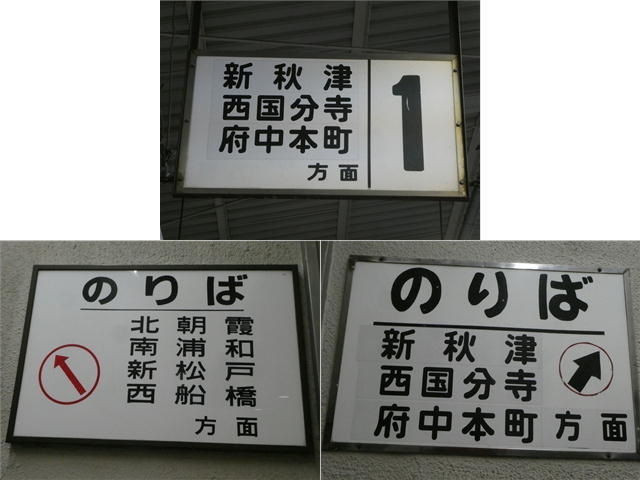 新秋津
西国分寺
府中本町
方面
1
のりば
北朝霞
南浦和
新松戸
西船橋
方面
のりば
新秋津
西国分寺
府中本町方面